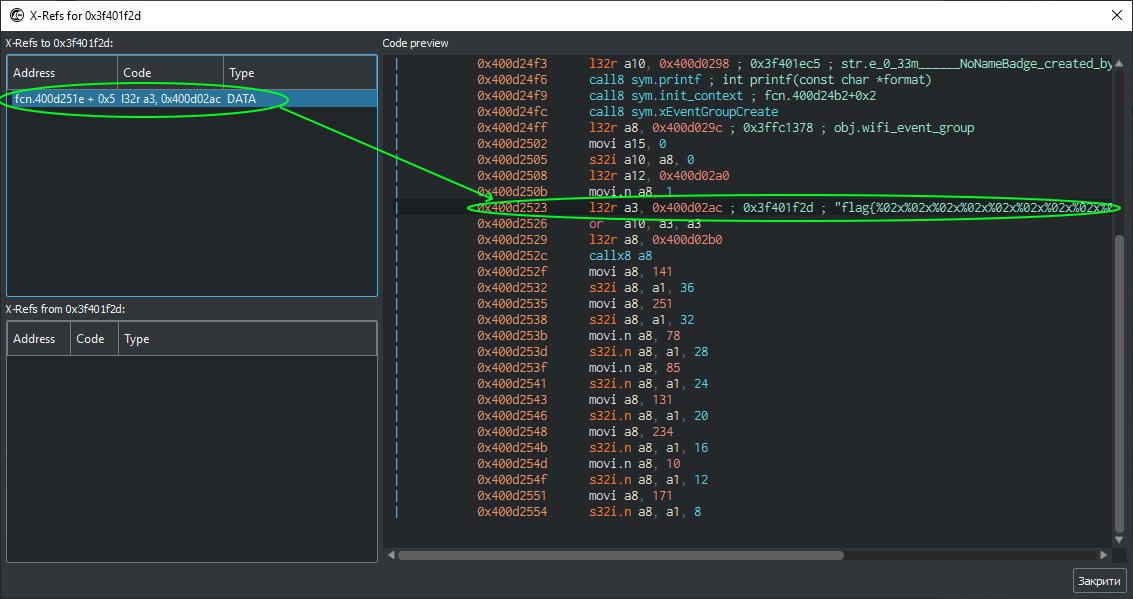 X-Refs for 0x3f401f2d
X-Refs to 0x3f401f2d:
Address Code Type
fcn.400d251e + 0x5 l32r a3, 0x400d02ac DATA
X-Refs from 0x3f401f2d:
Address Code Type
Code preview
| 0x400d24f3 l32r a10, 0x400d0298 ; 0x3f401ec5 ; str.e_0_33m______NoNameBadge_created_by
| 0x400d24f6 call8 sym.printf ; int printf(const char *format)
| 0x400d24f9 call8 sym.init_context ; fcn.400d24b2+0x2
| 0x400d24fc call8 sym.xEventGroupCreate
| 0x400d24ff l32r a8, 0x400d029c ; 0x3ffc1378 ; obj.wifi_event_group
| 0x400d2502 movi a15, 0
| 0x400d2505 s32i a10, a8, 0
| 0x400d2508 l32r a12, 0x400d02a0
| 0x400d250b movi.n a8, 1
| 0x400d2523 l32r a3, 0x400d02ac ; 0x3f401f2d ; "flag{%02x%02x%02x%02x%02x%02x%02x%0
| 0x400d2526 or a10, a3, a3
| 0x400d2529 l32r a8, 0x400d02b0
| 0x400d252c callx8 a8
| 0x400d252f movi a8, 141
| 0x400d2532 s32i a8, a1, 36
| 0x400d2535 movi a8, 251
| 0x400d2538 s32i a8, a1, 32
| 0x400d253b movi.n a8, 78
| 0x400d253d s32i.n a8, a1, 28
| 0x400d253f movi.n a8, 85
| 0x400d2541 s32i.n a8, a1, 24
| 0x400d2543 movi a8, 131
| 0x400d2546 s32i.n a8, a1, 20
| 0x400d2548 movi a8, 234
| 0x400d254b s32i.n a8, a1, 16
| 0x400d254d movi.n a8, 10
| 0x400d254f s32i.n a8, a1, 12
| 0x400d2551 movi a8, 171
| 0x400d2554 s32i.n a8, a1, 8
Закрити